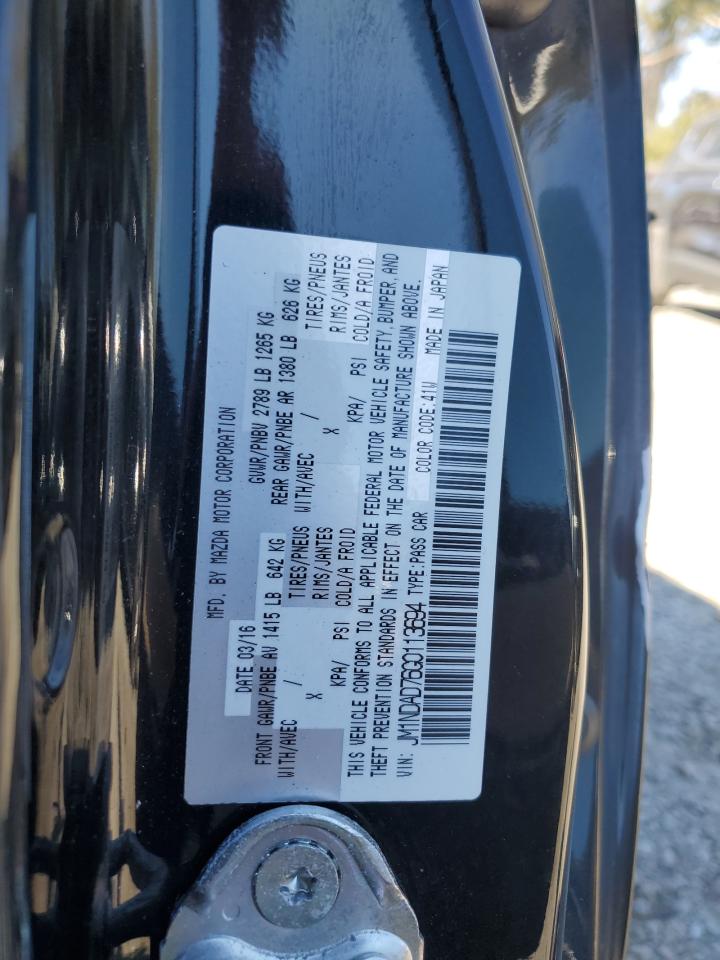 MFD. BY MAZDA MOTOR CORPORATION
DATE 03/16 GVWR/PNBV 2789 LB 1265 KG
FRONT GAWR/PNBE AV 1415 LB 642 KG REAR GAWR/PNBE AR 1380 LB 626 KG
WITH/AVEC / TIRES/PNEUS WITH/AVEC / TIRES/PNEUS
X RIMS/JANTES X RIMS/JANTES
KPA/ PSI COLD/A FROID KPA/ PSI COLD/A FROID
THIS VEHICLE CONFORMS TO ALL APPLICABLE FEDERAL MOTOR VEHICLE SAFETY, BUMPER, AND
THEFT PREVENTION STANDARDS IN EFFECT ON THE DATE OF MANUFACTURE SHOWN ABOVE.
VIN: JM1NDAD76G0113694 TYPE:PASS CAR COLOR CODE:41W MADE IN JAPAN